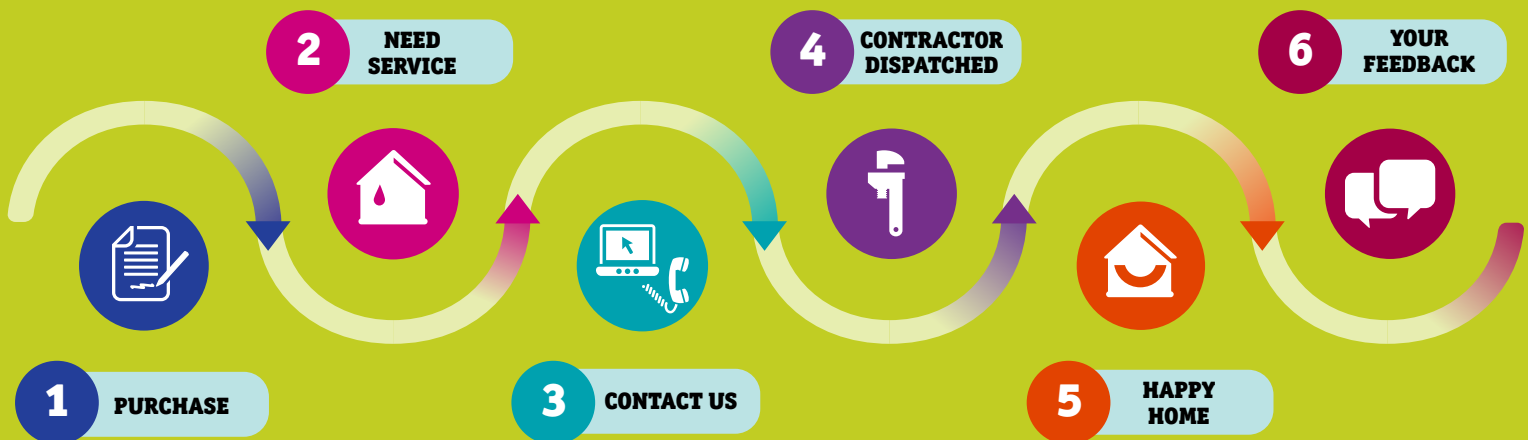 1
PURCHASE
2
NEED
SERVICE
3
CONTACT US
4
CONTRACTOR
DISPATCHED
5
HAPPY
HOME
6
YOUR
FEEDBACK